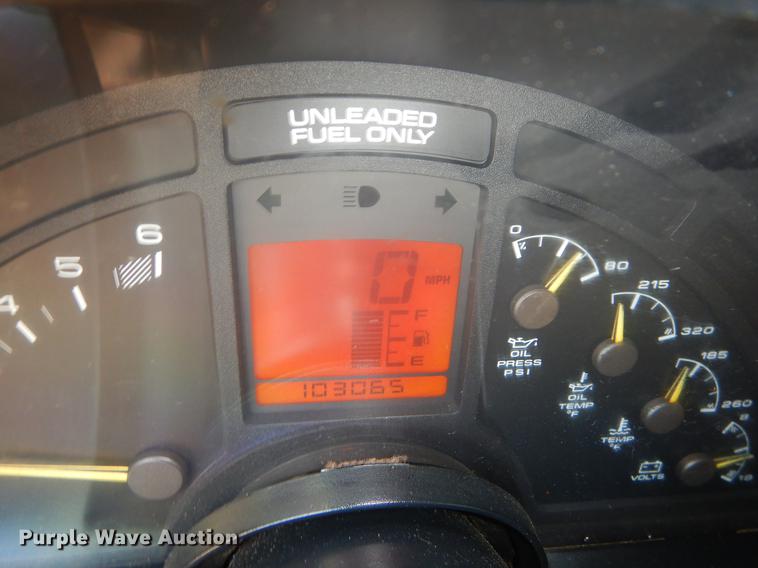 UNLEADED
FUEL ONLY
4 5 6
0 MPH
F
E
103065
0 80
OIL
PRESS
PSI
215
320
OIL
TEMP
°F
185
260
TEMP
°F
8
18
VOLTS
Purple Wave Auction